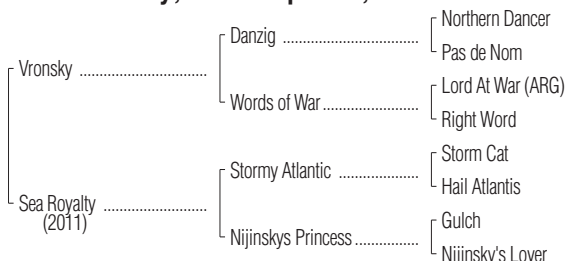 Northern Dancer
Danzig ................................
Pas de Nom
Vronsky ..............................
Lord At War (ARG)
Words of War......................
Right Word
Storm Cat
Stormy Atlantic ...................
Hail Atlantis
Sea Royalty ........................
(2011)
Gulch
Nijinskys Princess...............
Nijinsky's Lover